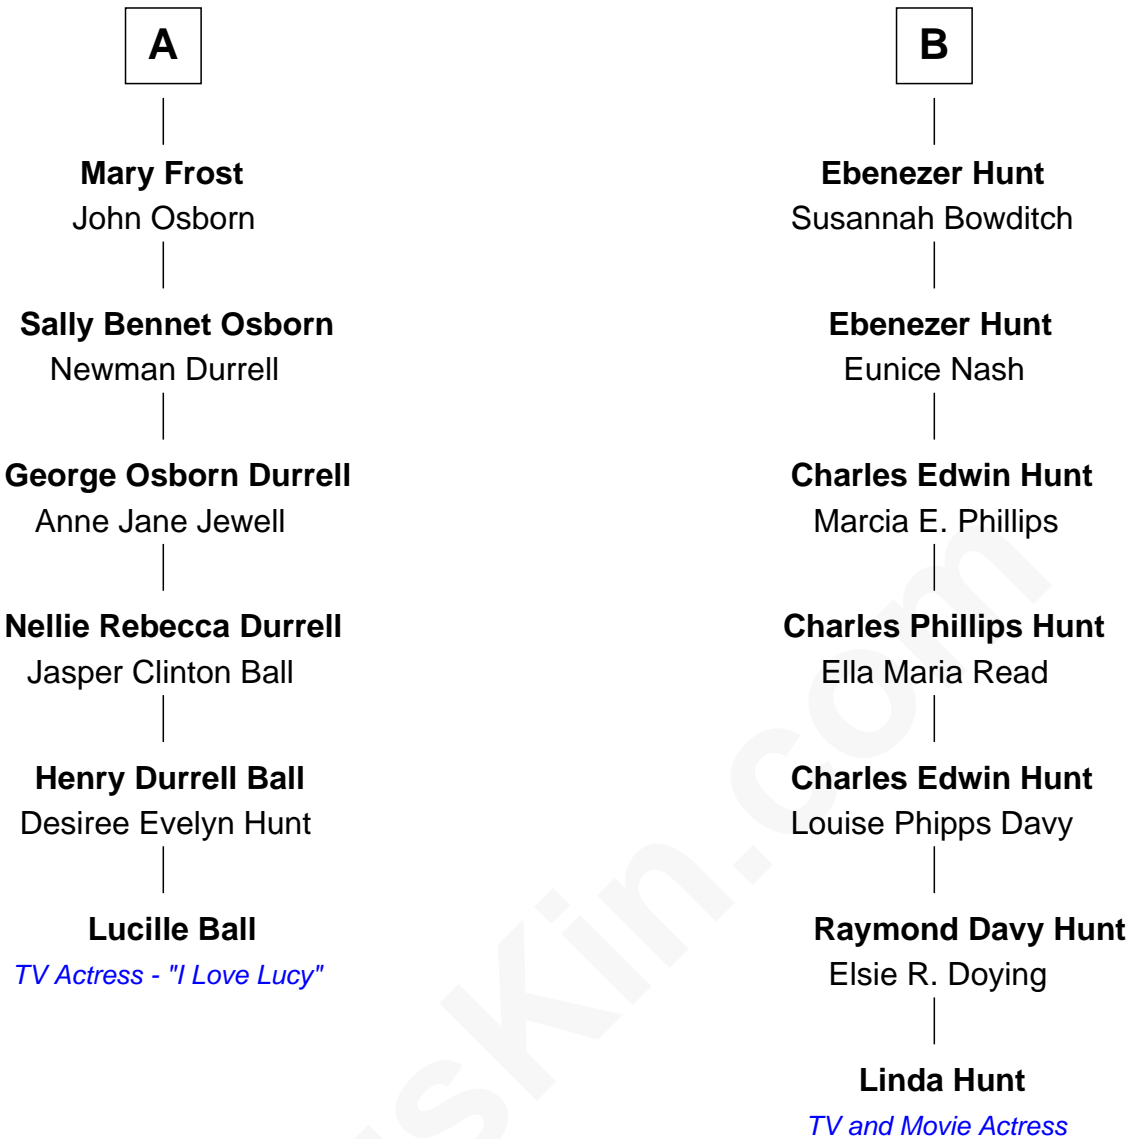 A
B
Mary Frost
John Osborn
Ebenezer Hunt
Susannah Bowditch
Sally Bennet Osborn
Newman Durrell
Ebenezer Hunt
Eunice Nash
George Osborn Durrell
Anne Jane Jewell
Charles Edwin Hunt
Marcia E. Phillips
Nellie Rebecca Durrell
Jasper Clinton Ball
Charles Phillips Hunt
Ella Maria Read
Henry Durrell Ball
Desiree Evelyn Hunt
Charles Edwin Hunt
Louise Phipps Davy
Lucille Ball
TV Actress - "I Love Lucy"
Raymond Davy Hunt
Elsie R. Doying
Linda Hunt
TV and Movie Actress